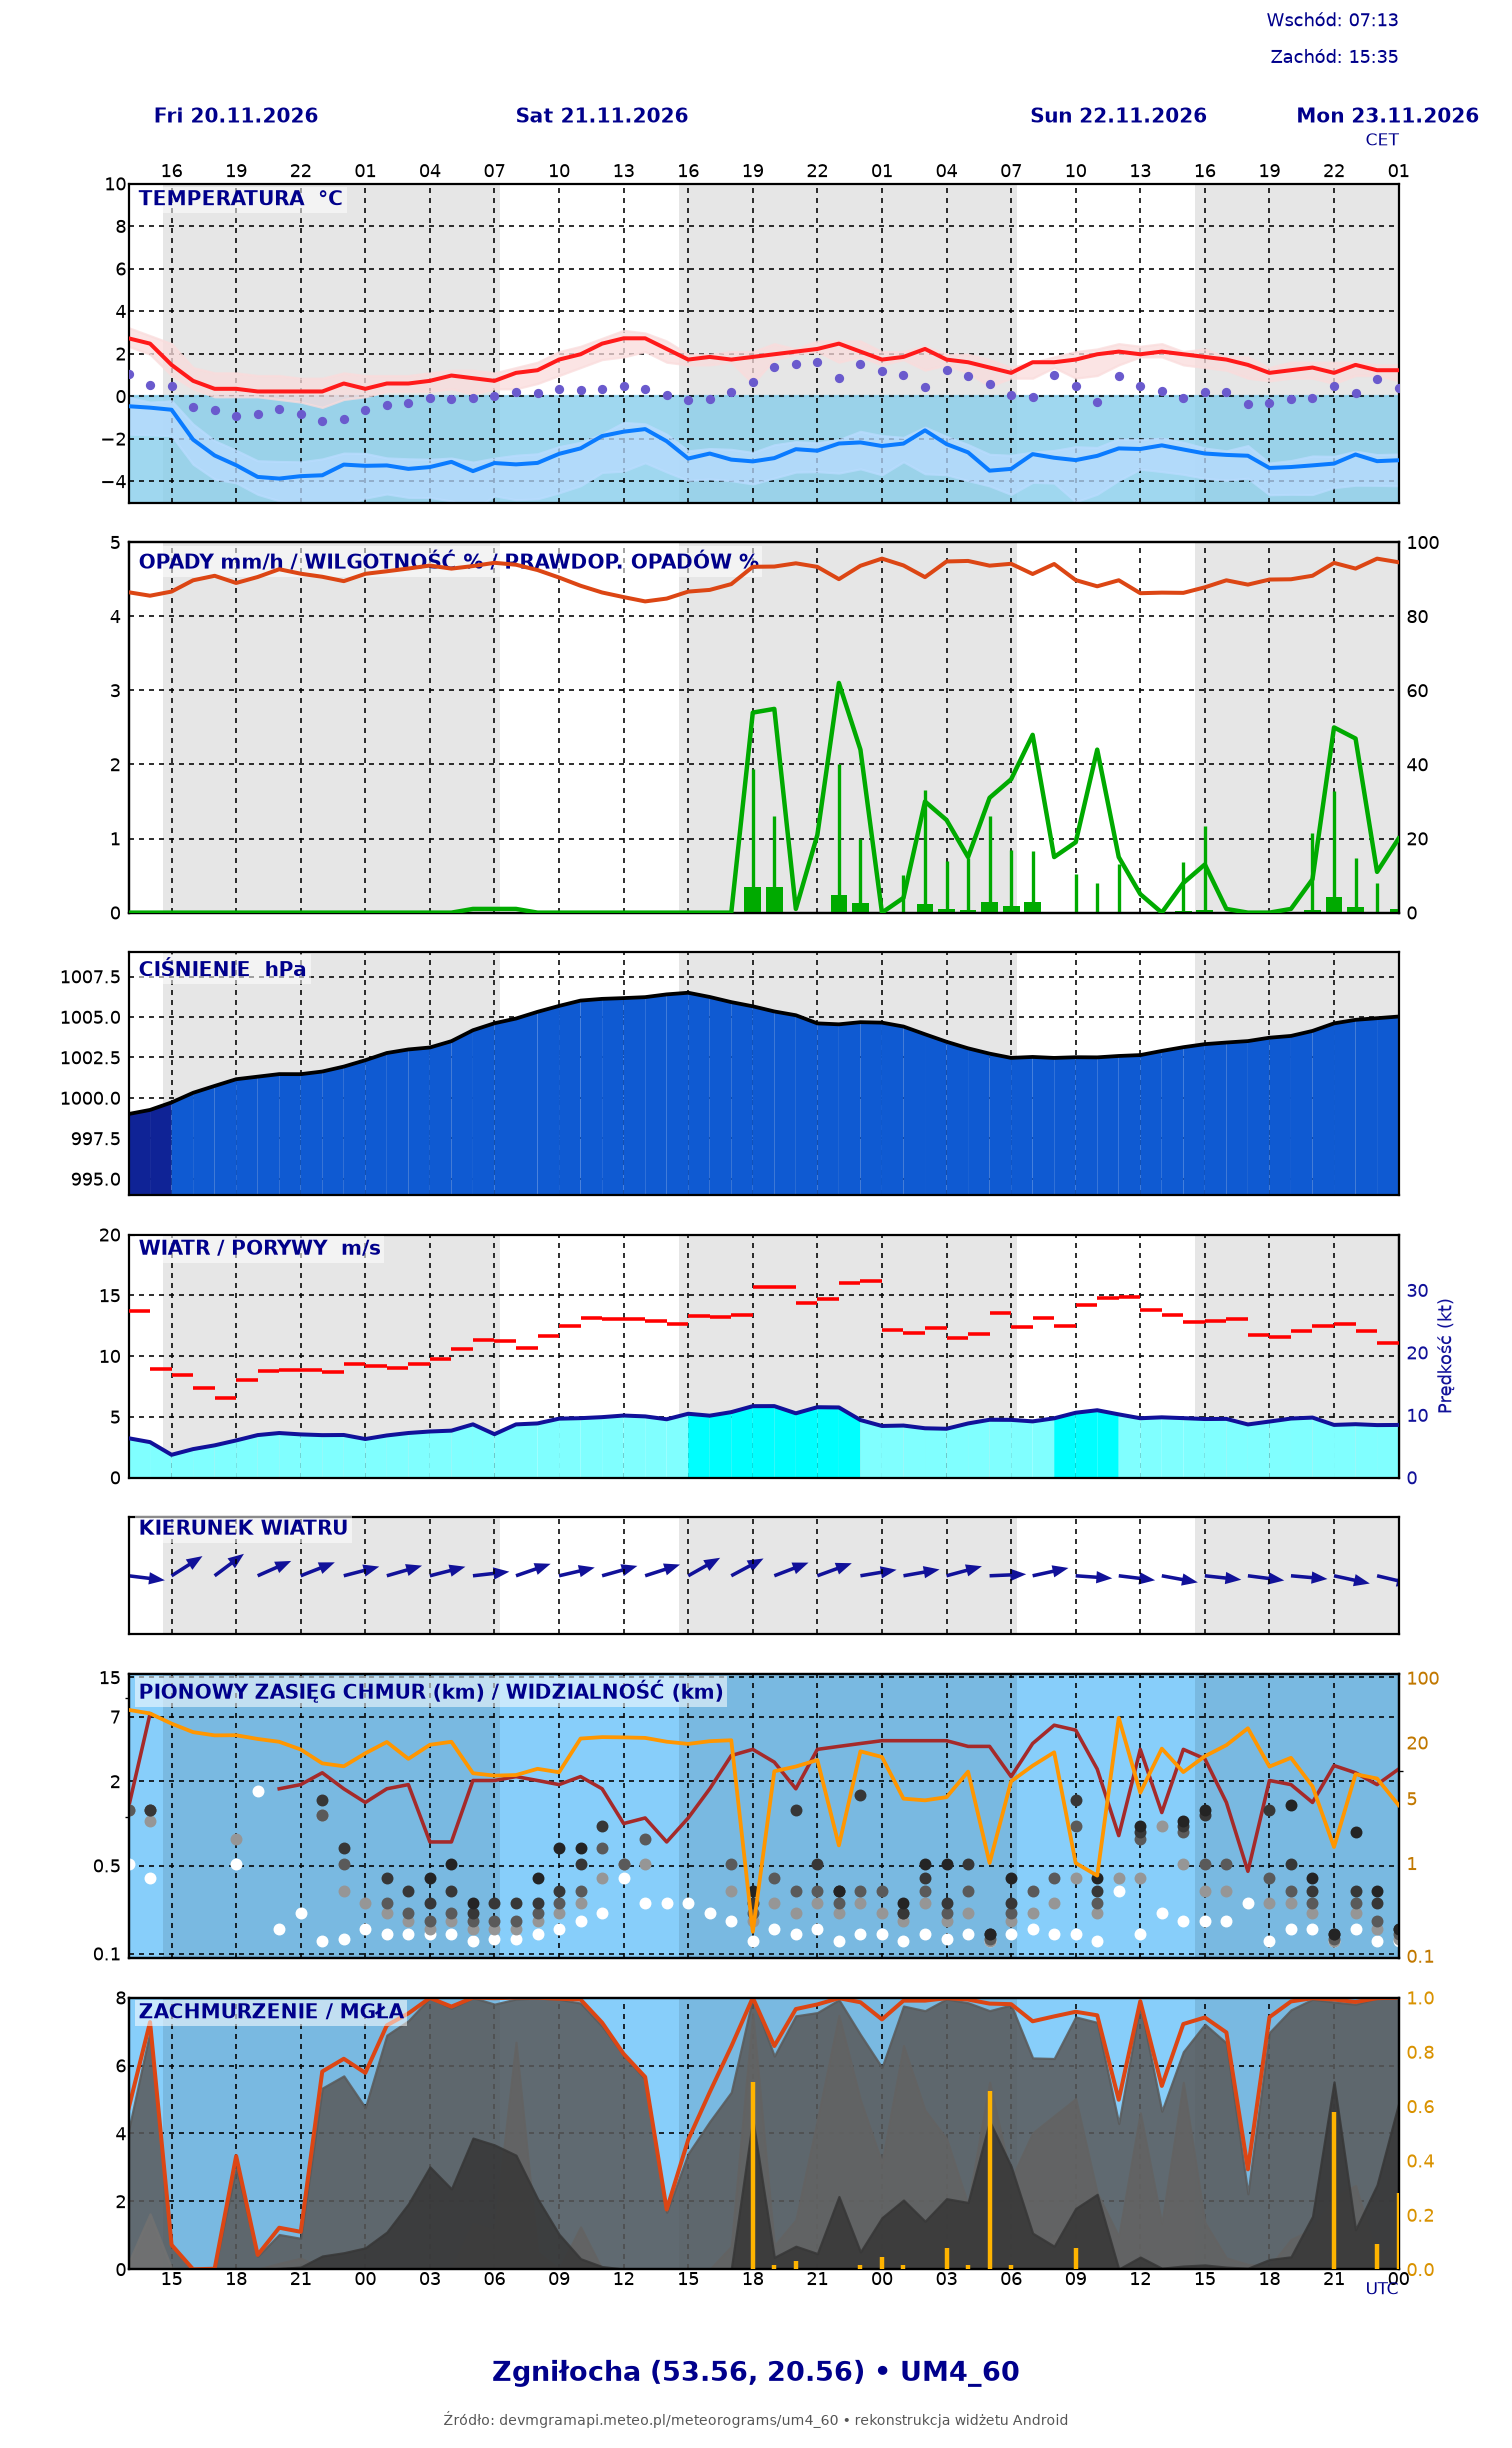 Wschód: 07:13
Zachód: 15:35
Fri 20.11.2026 Sat 21.11.2026 Sun 22.11.2026 Mon 23.11.2026
CET
16 19 22 01 04 07 10 13 16 19 22 01 04 07 10 13 16 19 22 01
TEMPERATURA °C
10
8
6
4
2
0
−2
−4
OPADY mm/h / WILGOTNOŚĆ % / PRAWDOP. OPADÓW %
5 100
4 80
3 60
2 40
1 20
0 0
CIŚNIENIE hPa
1007.5
1005.0
1002.5
1000.0
997.5
995.0
WIATR / PORYWY m/s
20
15
10
5
0
30
20
10
0
Prędkość (kt)
KIERUNEK WIATRU
PIONOWY ZASIĘG CHMUR (km) / WIDZIALNOŚĆ (km)
15
7
2
0.5
0.1
100
20
5
1
0.1
ZACHMURZENIE / MGŁA
8
6
4
2
0
1.0
0.8
0.6
0.4
0.2
0.0
15 18 21 00 03 06 09 12 15 18 21 00 03 06 09 12 15 18 21 00
UTC
Zgniłocha (53.56, 20.56) • UM4_60
Źródło: devmgramapi.meteo.pl/meteorograms/um4_60 • rekonstrukcja widżetu Android